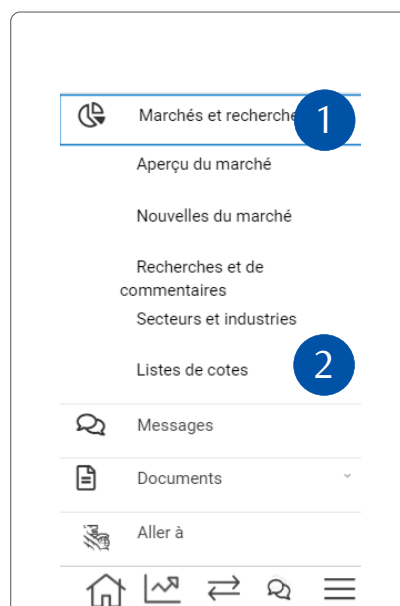 Marchés et recherche
1
Aperçu du marché
Nouvelles du marché
Recherches et de
commentaires
Secteurs et industries
Listes de cotes
2
Messages
Documents
Aller à